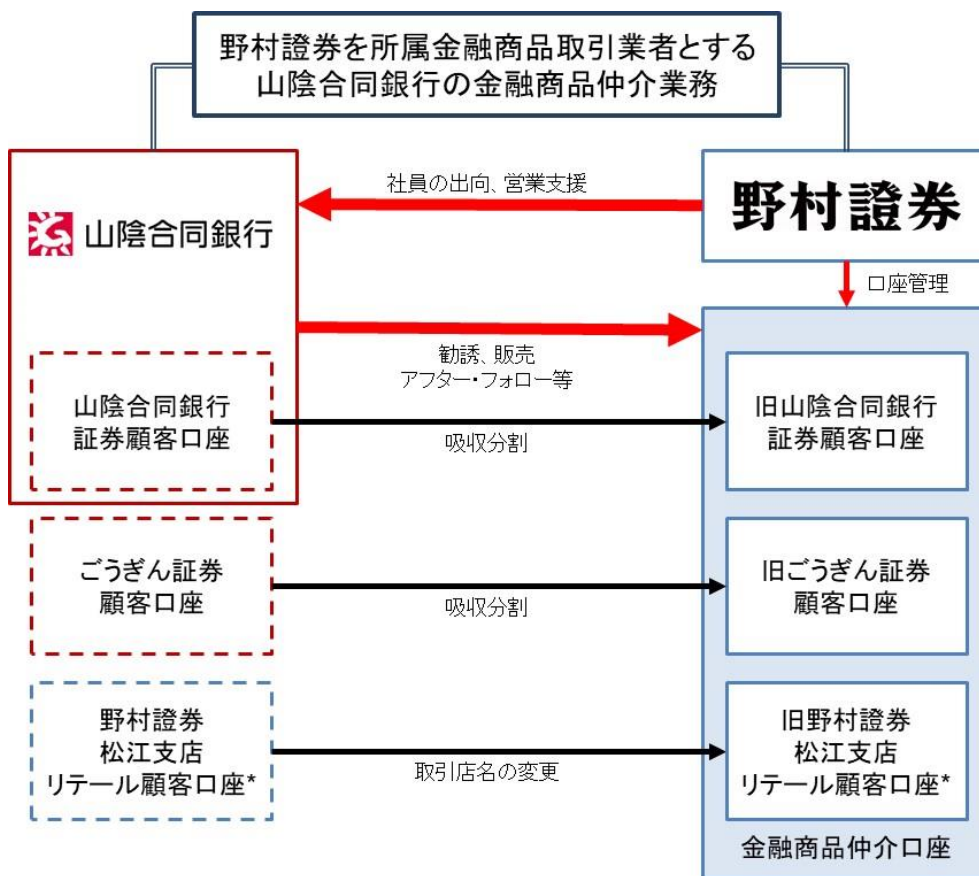 野村證券を所属金融商品取引業者とする
山陰合同銀行の金融商品仲介業務
社員の出向、営業支援
野村證券
山陰合同銀行
口座管理
勧誘、販売
アフター・フォロー等
山陰合同銀行
証券顧客口座
吸収分割
旧山陰合同銀行
証券顧客口座
ごうぎん証券
顧客口座
吸収分割
旧ごうぎん証券
顧客口座
野村證券
松江支店
リテール顧客口座*
取引店名の変更
旧野村證券
松江支店
リテール顧客口座*
金融商品仲介口座